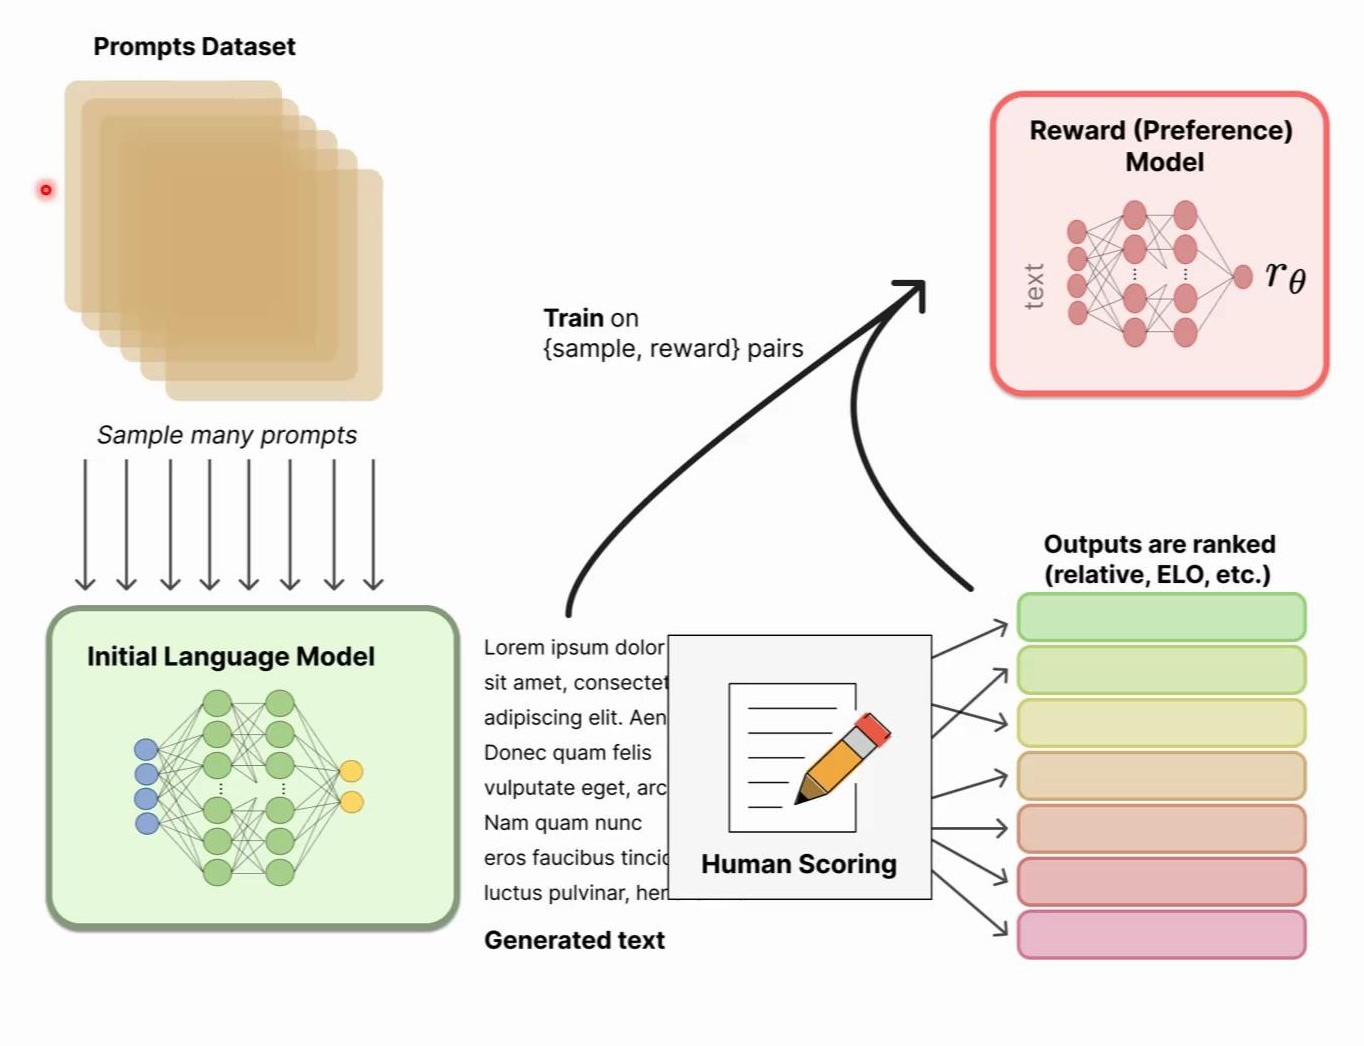 Prompts Dataset
Sample many prompts
Initial Language Model
Lorem ipsum dolor
sit amet, consectet
adipiscing elit. Aen
Donec quam felis
vulputate eget, arc
Nam quam nunc
eros faucibus tincid
luctus pulvinar, her
Generated text
Human Scoring
Train on
{sample, reward} pairs
Reward (Preference)
Model
text
rθ
Outputs are ranked
(relative, ELO, etc.)